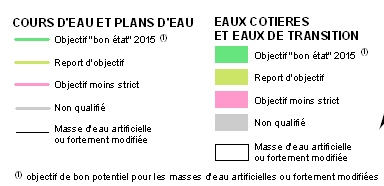 COURS D'EAU ET PLANS D'EAU
Objectif "bon état" 2015 (1)
Report d'objectif
Objectif moins strict
Non qualifié
Masse d'eau artificielle
ou fortement modifiée
EAUX COTIERES
ET EAUX DE TRANSITION
Objectif "bon état" 2015 (1)
Report d'objectif
Objectif moins strict
Non qualifié
Masse d'eau artificielle
ou fortement modifiée
(1) objectif de bon potentiel pour les masses d'eau artificielles ou fortement modifiées